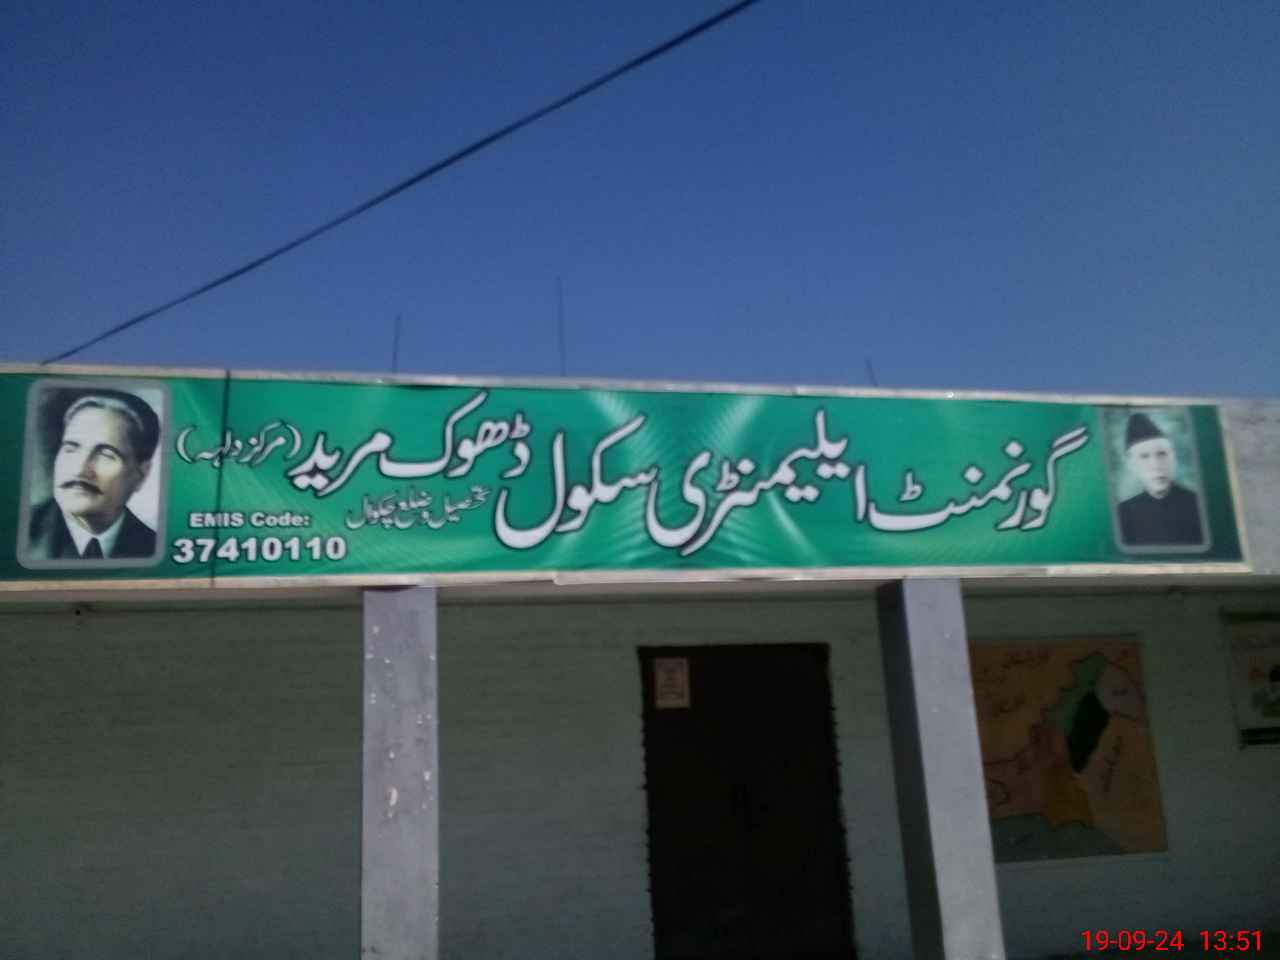 گورنمنٹ ایلیمنٹری سکول ڈھوک مرید (مرکز دلہہ)
تحصیل و ضلع چکوال
EMIS Code:
37410110
19-09-24 13:51